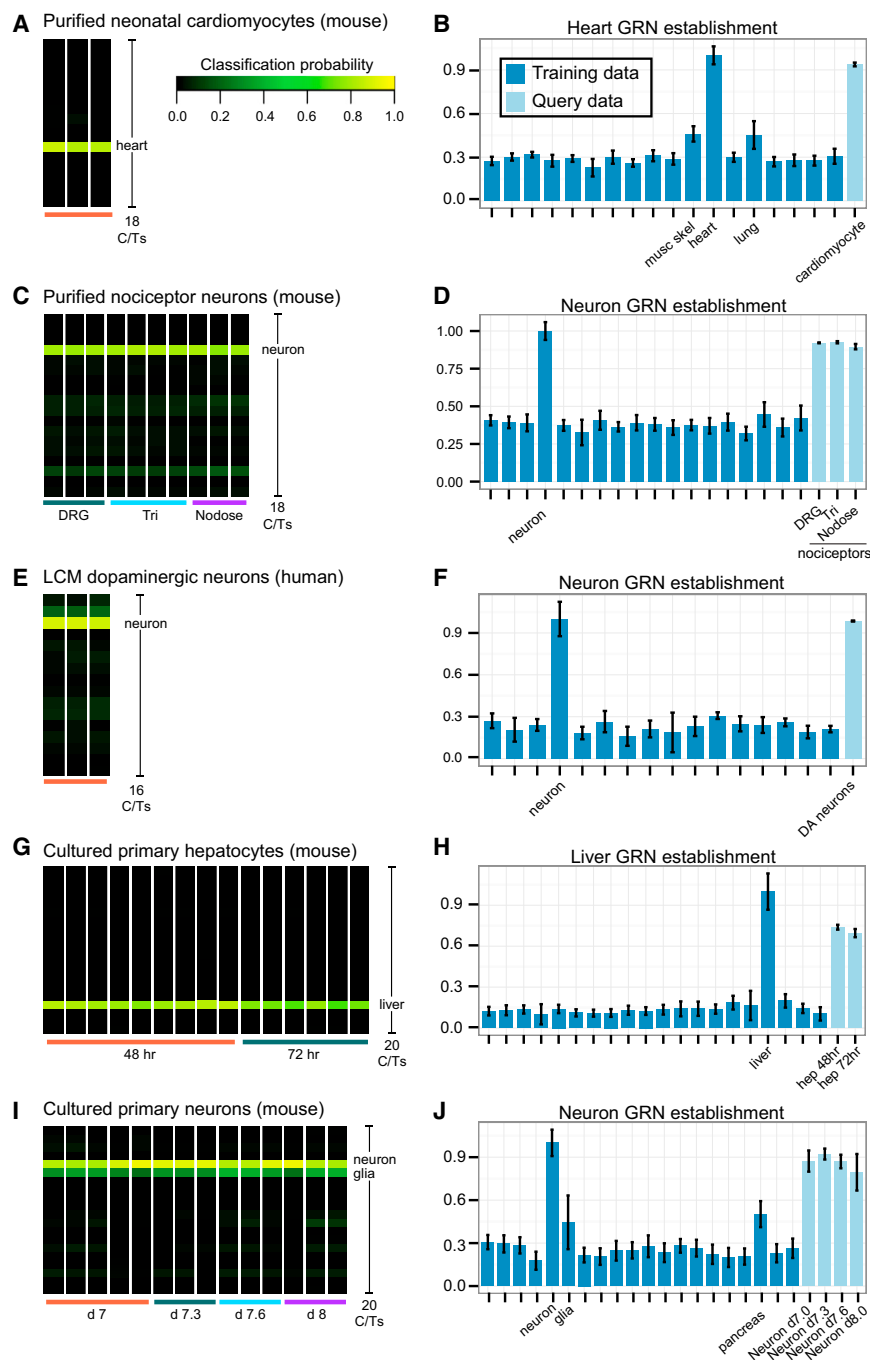 A Purified neonatal cardiomyocytes (mouse)
Classification probability
0.0 0.2 0.4 0.6 0.8 1.0
heart
18
C/Ts
B Heart GRN establishment
Training data
Query data
0.9
0.6
0.3
0.0
musc skel
heart
lung
cardiomyocyte
C Purified nociceptor neurons (mouse)
neuron
DRG Tri Nodose
18
C/Ts
D Neuron GRN establishment
1.00
0.75
0.50
0.25
0.00
neuron
DRG
Tri
Nodose
nociceptors
E LCM dopaminergic neurons (human)
neuron
16
C/Ts
F Neuron GRN establishment
0.9
0.6
0.3
0.0
neuron
DA neurons
G Cultured primary hepatocytes (mouse)
liver
48 hr 72 hr
20
C/Ts
H Liver GRN establishment
0.9
0.6
0.3
0.0
liver
hep 48hr
hep 72hr
I Cultured primary neurons (mouse)
neuron
glia
d 7 d 7.3 d 7.6 d 8
20
C/Ts
J Neuron GRN establishment
0.9
0.6
0.3
0.0
neuron
glia
pancreas
Neuron d7.0
Neuron d7.3
Neuron d7.6
Neuron d8.0